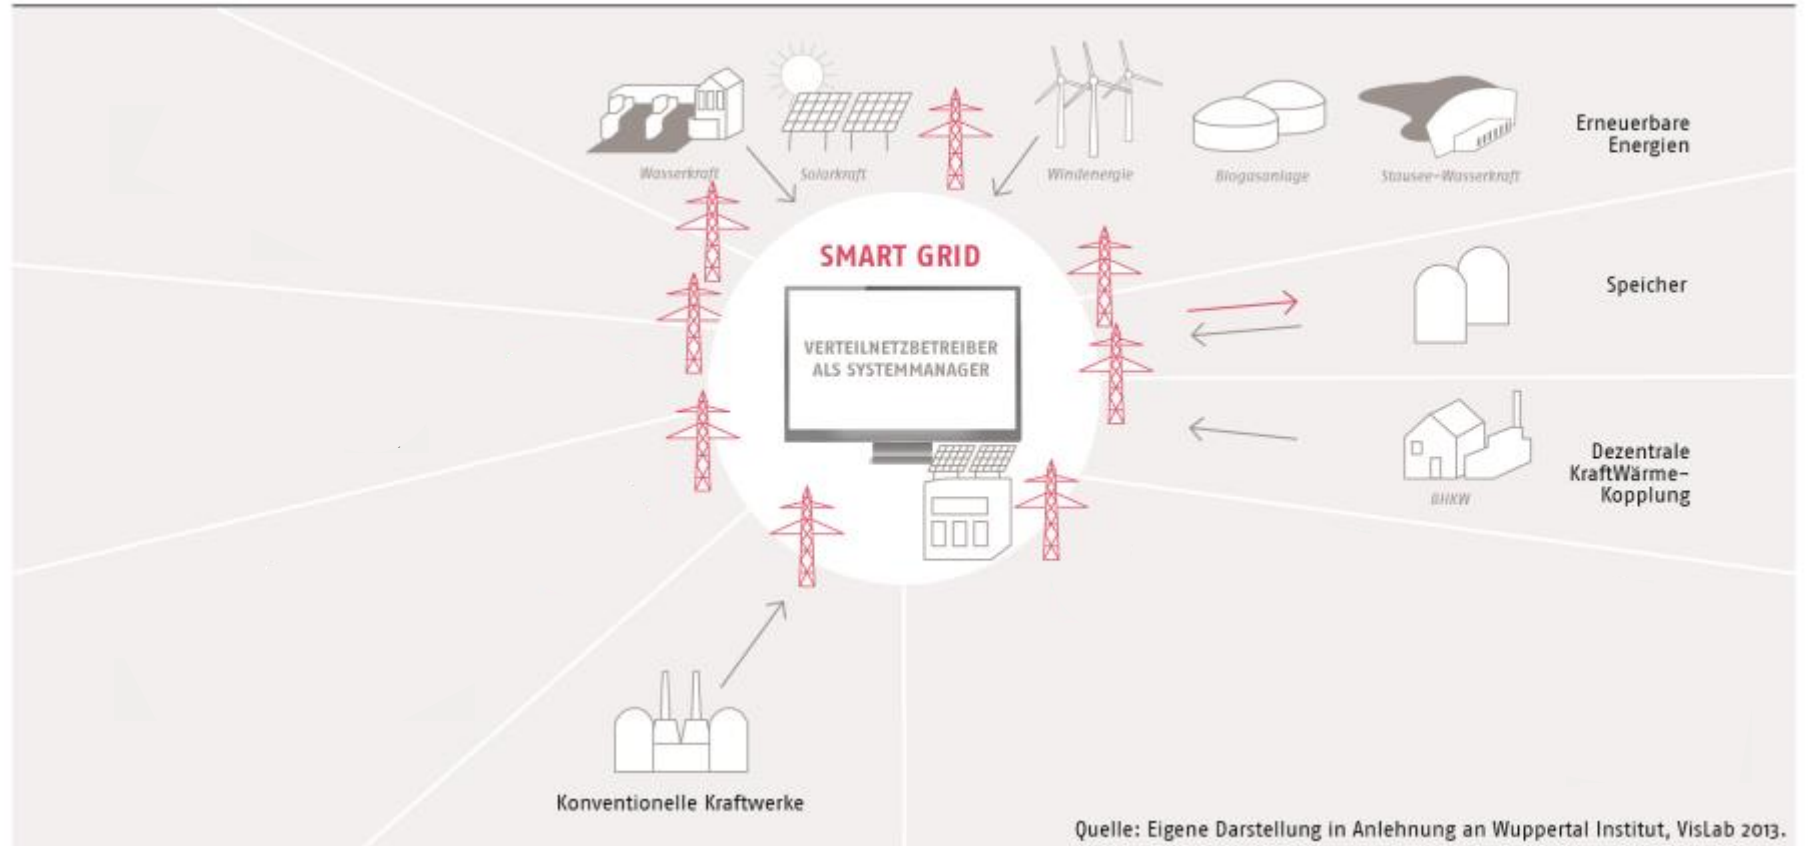 Wasserkraft
Solarkraft
Windenergie
Biogasanlage
Stausee-Wasserkraft
Erneuerbare
Energien
SMART GRID
VERTEILNETZBETREIBER
ALS SYSTEMMANAGER
Speicher
Dezentrale
KraftWärme-
Kopplung
BHKW
Konventionelle Kraftwerke
Quelle: Eigene Darstellung in Anlehnung an Wuppertal Institut, VisLab 2013.